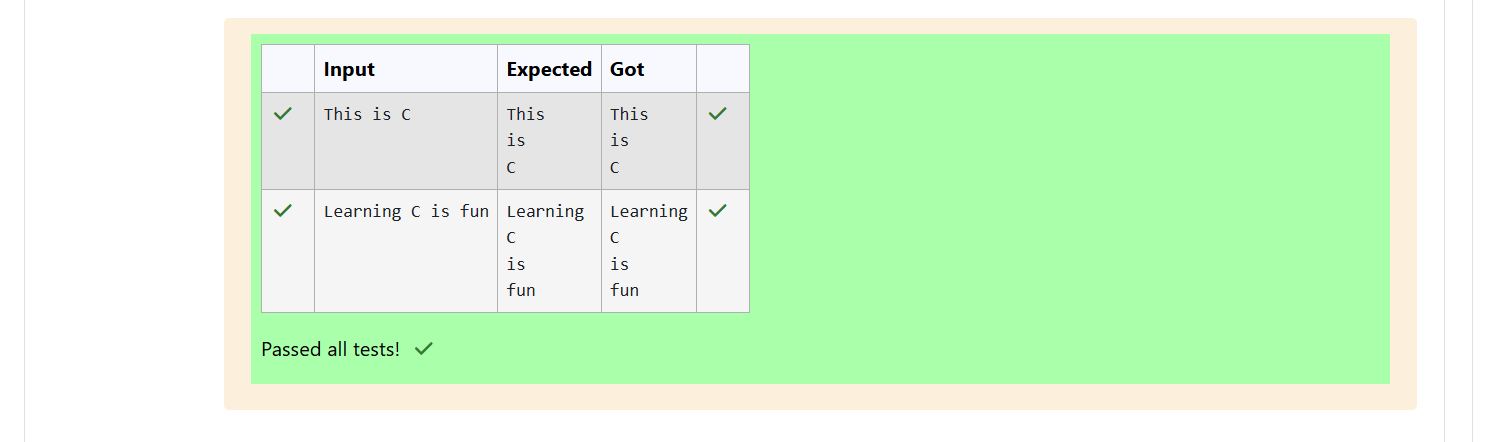 Input Expected Got
This is C This This
is is
C C
Learning C is fun Learning Learning
C C
is is
fun fun
Passed all tests!